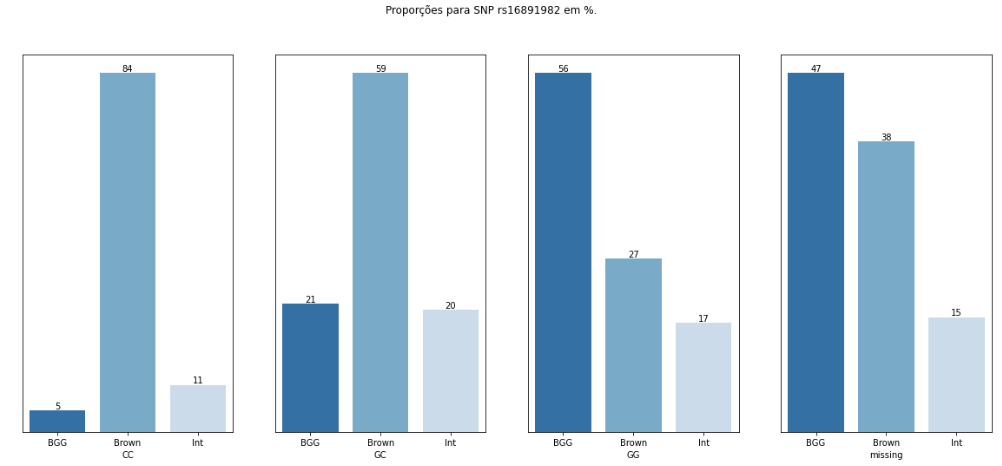 Proporções para SNP rs16891982 em %.
5
84
11
BGG Brown Int
CC
21
59
20
BGG Brown Int
GC
56
27
17
BGG Brown Int
GG
47
38
15
BGG Brown Int
missing